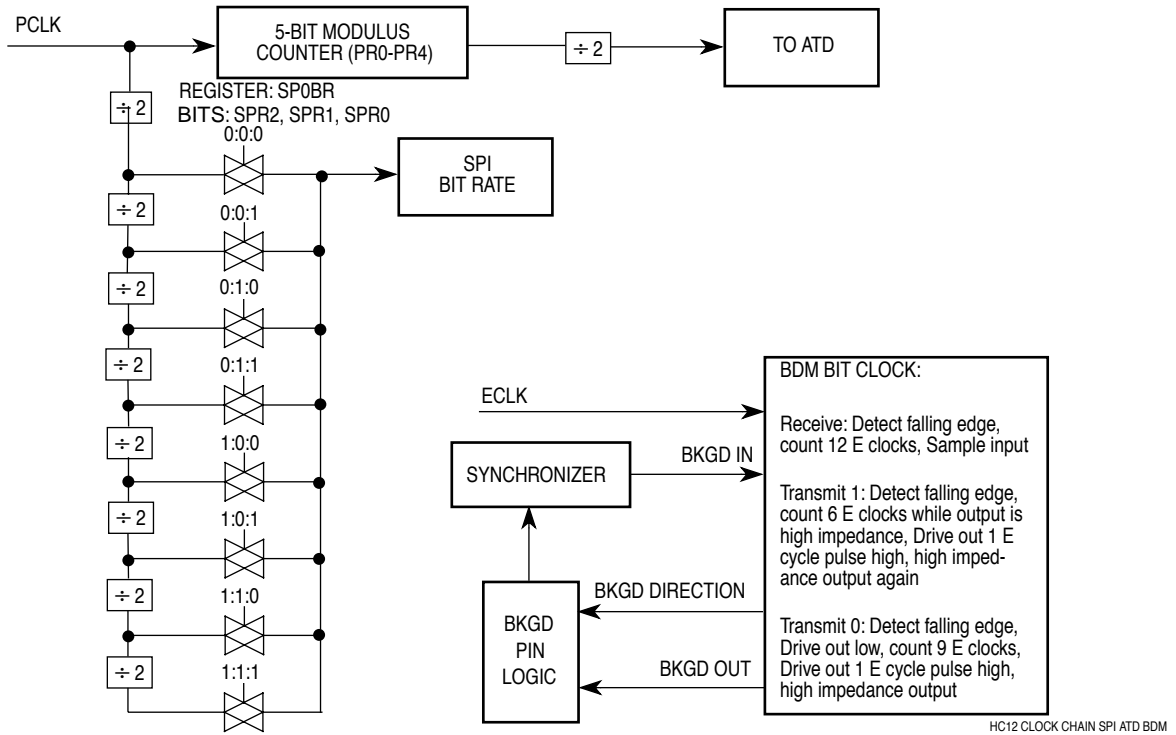 PCLK
5-BIT MODULUS
COUNTER (PR0-PR4)
÷ 2
TO ATD
÷ 2
REGISTER: SP0BR
BITS: SPR2, SPR1, SPR0
0:0:0
SPI
BIT RATE
÷ 2
0:0:1
÷ 2
0:1:0
÷ 2
0:1:1
÷ 2
1:0:0
÷ 2
1:0:1
÷ 2
1:1:0
÷ 2
1:1:1
ECLK
SYNCHRONIZER
BKGD IN
BKGD DIRECTION
BKGD
PIN
LOGIC
BKGD OUT
BDM BIT CLOCK:
Receive: Detect falling edge,
count 12 E clocks, Sample input
Transmit 1: Detect falling edge,
count 6 E clocks while output is
high impedance, Drive out 1 E
cycle pulse high, high imped-
ance output again
Transmit 0: Detect falling edge,
Drive out low, count 9 E clocks,
Drive out 1 E cycle pulse high,
high impedance output
HC12 CLOCK CHAIN SPI ATD BDM